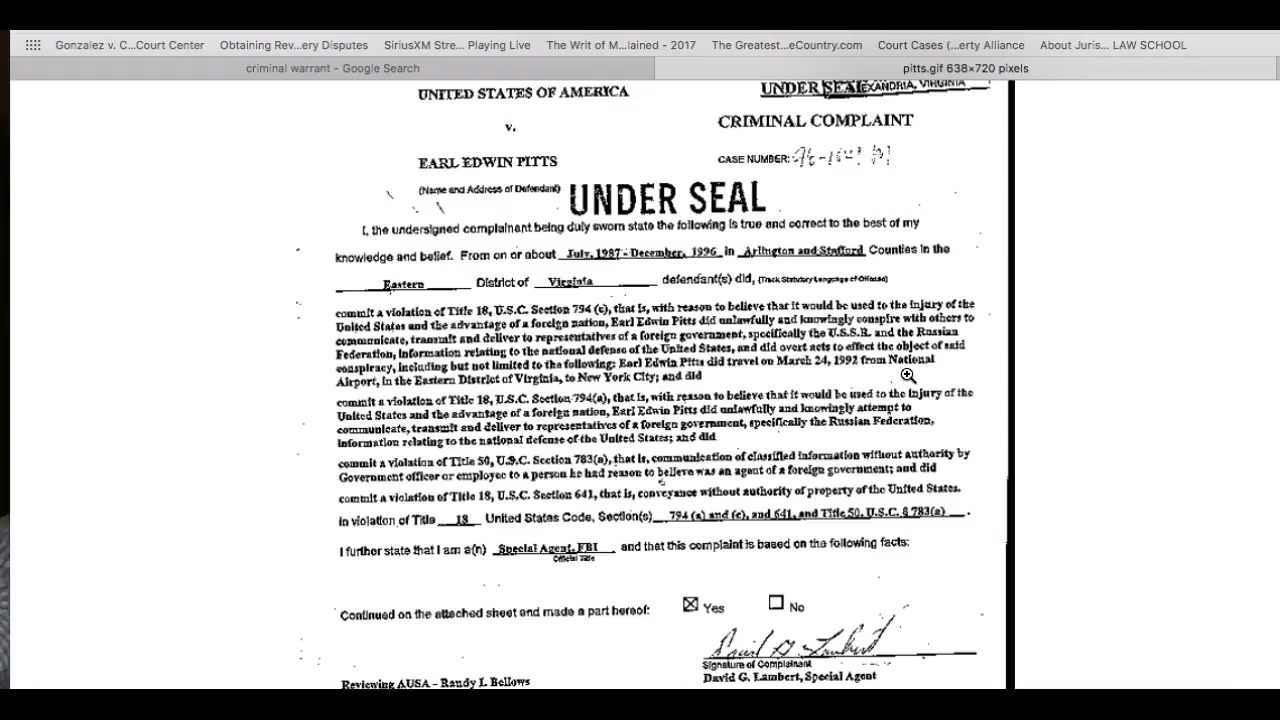 Gonzalez v. C...Court Center Obtaining Rev...ery Disputes SiriusXM Stre... Playing Live The Writ of M...lained - 2017 The Greatest...eCountry.com Court Cases (...erty Alliance About Juris... LAW SCHOOL
criminal warrant - Google Search pitts.gif 638×720 pixels
UNITED STATES OF AMERICA UNDER SEAL ALEXANDRIA, VIRGINIA
v. CRIMINAL COMPLAINT
EARL EDWIN PITTS CASE NUMBER:
(Name and Address of Defendant) UNDER SEAL
I, the undersigned complainant being duly sworn state the following is true and correct to the best of my
knowledge and belief. From on or about July, 1987 - December, 1996 in Arlington and Stafford Counties in the
Eastern District of Virginia defendant(s) did, (Track Statutory Language of Offense)
commit a violation of Title 18, U.S.C. Section 794 (c), that is, with reason to believe that it would be used to the injury of the
United States and the advantage of a foreign nation, Earl Edwin Pitts did unlawfully and knowingly conspire with others to
communicate, transmit and deliver to representatives of a foreign government, specifically the U.S.S.R. and the Russian
Federation, information relating to the national defense of the United States, and did overt acts to effect the object of said
conspiracy, including but not limited to the following: Earl Edwin Pitts did travel on March 24, 1992 from National
Airport, in the Eastern District of Virginia, to New York City; and did
commit a violation of Title 18, U.S.C. Section 794(a), that is, with reason to believe that it would be used to the injury of the
United States and the advantage of a foreign nation, Earl Edwin Pitts did unlawfully and knowingly attempt to
communicate, transmit and deliver to representatives of a foreign government, specifically the Russian Federation,
information relating to the national defense of the United States; and did
commit a violation of Title 50, U.S.C. Section 783(a), that is, communication of classified information without authority by
Government officer or employee to a person he had reason to believe was an agent of a foreign government; and did
commit a violation of Title 18, U.S.C. Section 641, that is, conveyance without authority of property of the United States.
in violation of Title 18 United States Code, Section(s) 794 (a) and (c), and 641, and Title 50, U.S.C. § 783(a) .
I further state that I am a(n) Special Agent, FBI and that this complaint is based on the following facts:
Official Title
Continued on the attached sheet and made a part hereof: Yes No
David G. Lambert
Signature of Complainant
David G. Lambert, Special Agent
Reviewing AUSA - Randy I. Bellows